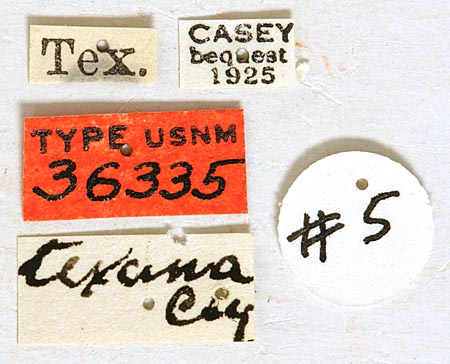 Tex.
CASEY
bequest
1925
TYPE USNM
36335
texana
Csy
#5